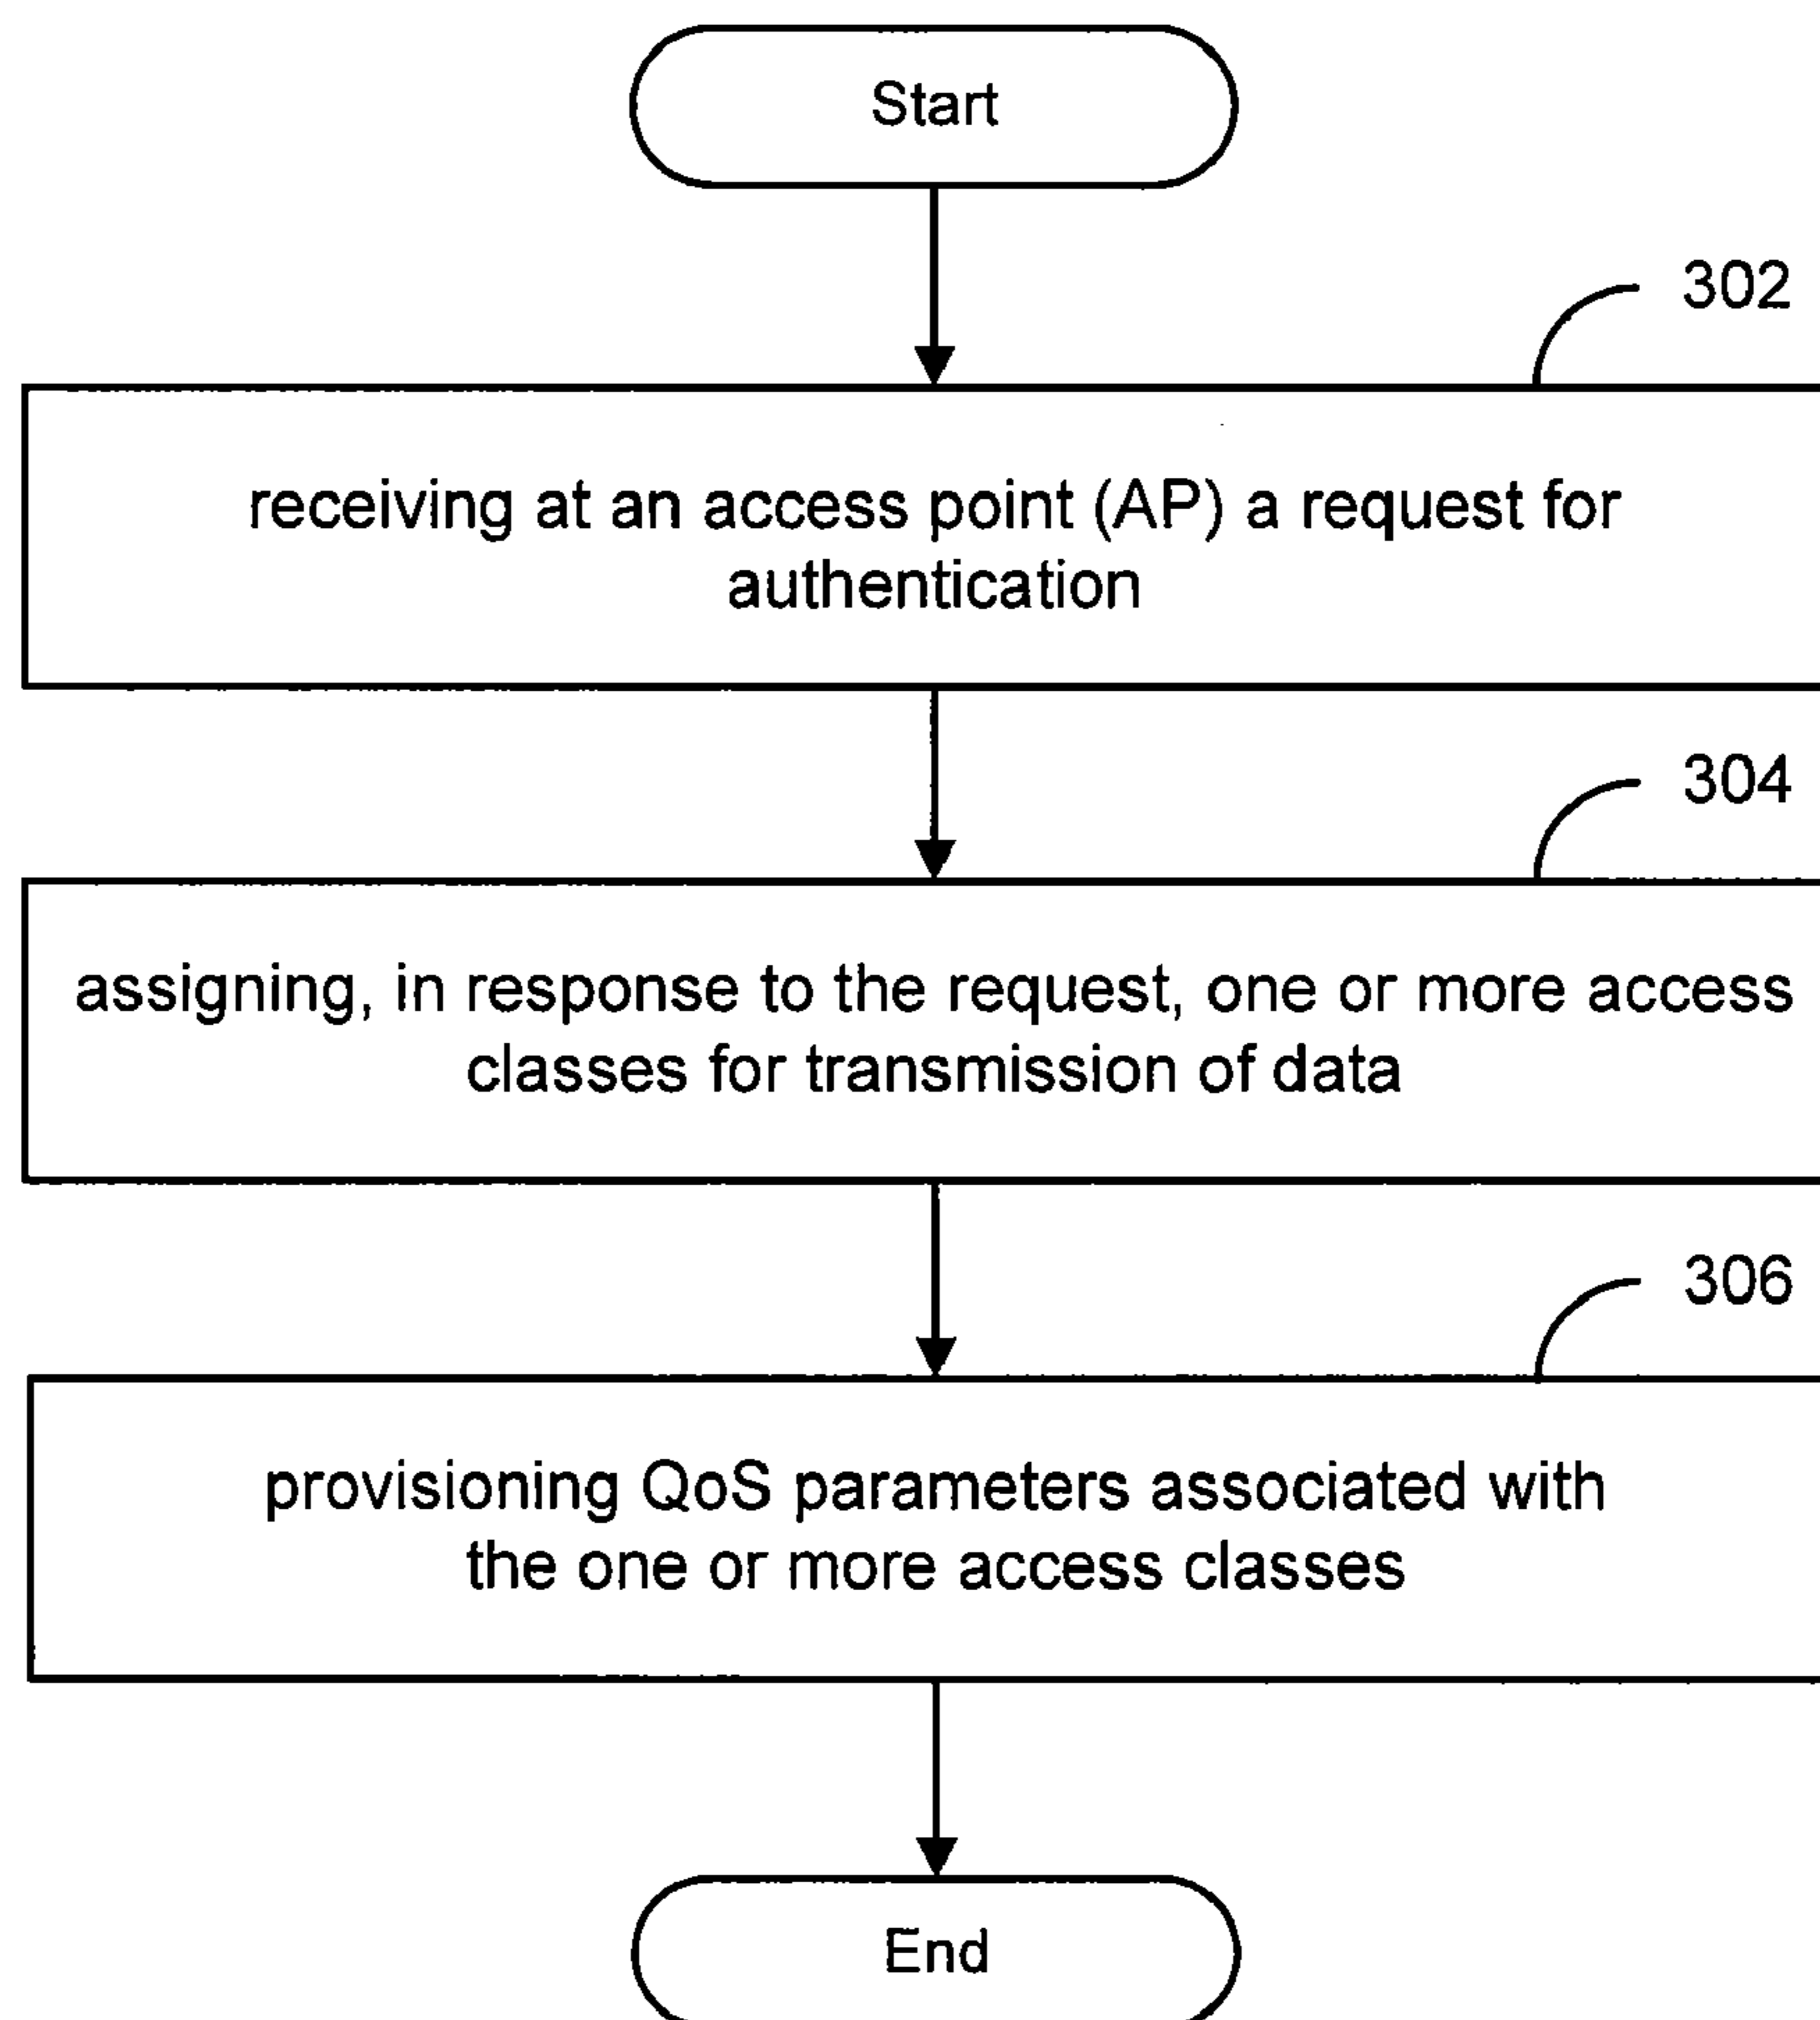 Start
302
receiving at an access point (AP) a request for
authentication
304
assigning, in response to the request, one or more access
classes for transmission of data
306
provisioning QoS parameters associated with
the one or more access classes
End